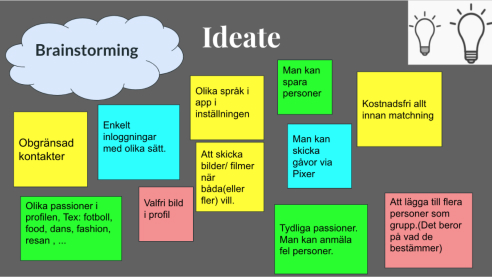 Ideate
Brainstorming
Obgränsad
kontakter
Enkelt
inloggningar
med olika sätt.
Olika språk i
app i
inställningen
Man kan
spara
personer
Kostnadsfri allt
innan matchning
Att skicka
bilder/ filmer
när
båda(eller
fler) vill.
Man kan
skicka
gåvor via
Pixer
Olika passioner i
profilen, Tex: fotboll,
food, dans, fashion,
resan , ...
Valfri bild
i profil
Tydliga passioner.
Man kan anmäla
fel personer.
Att lägga till flera
personer som
grupp.(Det beror
på vad de
bestämmer)